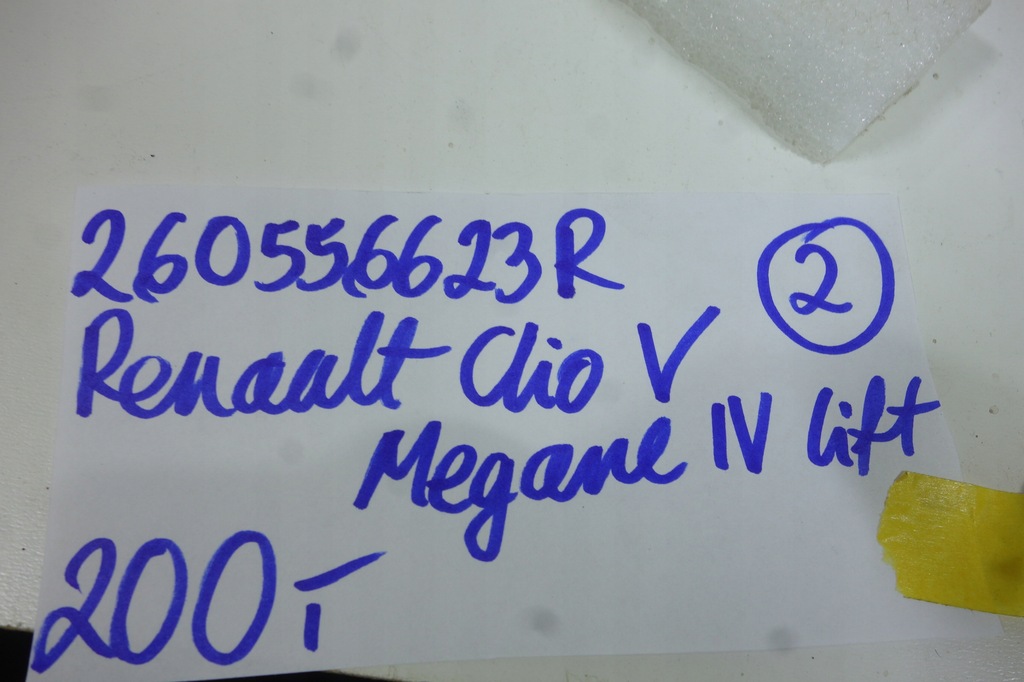 260556623R
2
Renault Clio V
Megane IV lift
200,-